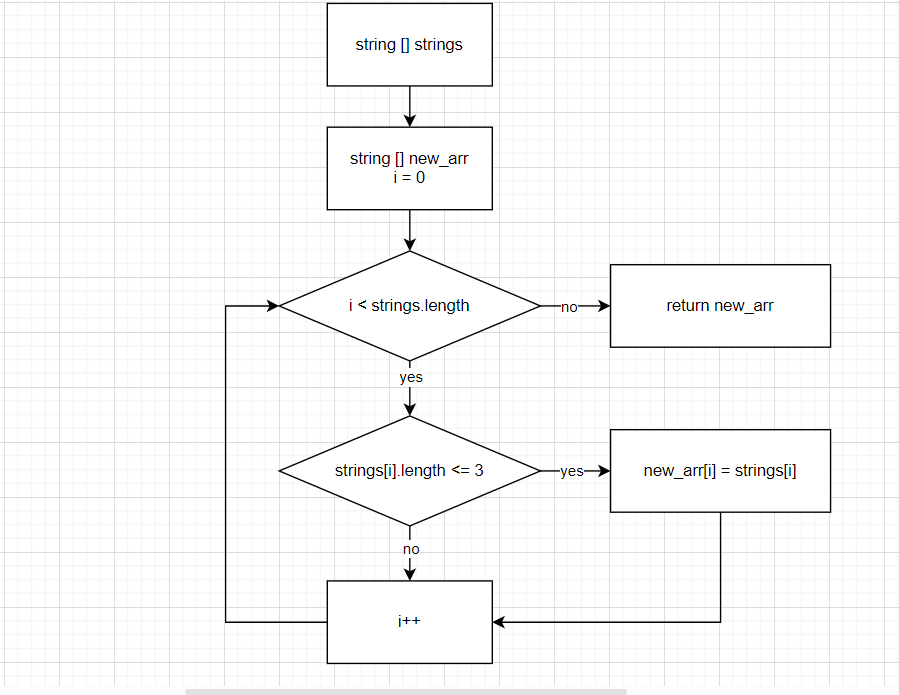 string [] strings
string [] new_arr
i = 0
i < strings.length
no
return new_arr
yes
strings[i].length <= 3
yes
new_arr[i] = strings[i]
no
i++